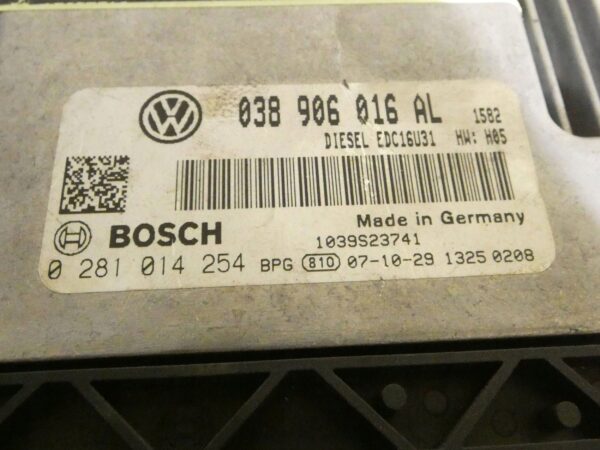 038 906 016 AL 1582
DIESEL EDC16U31 HW: H05
Made in Germany
BOSCH 1039S23741
0 281 014 254 BPG 810 07-10-29 1325 0208